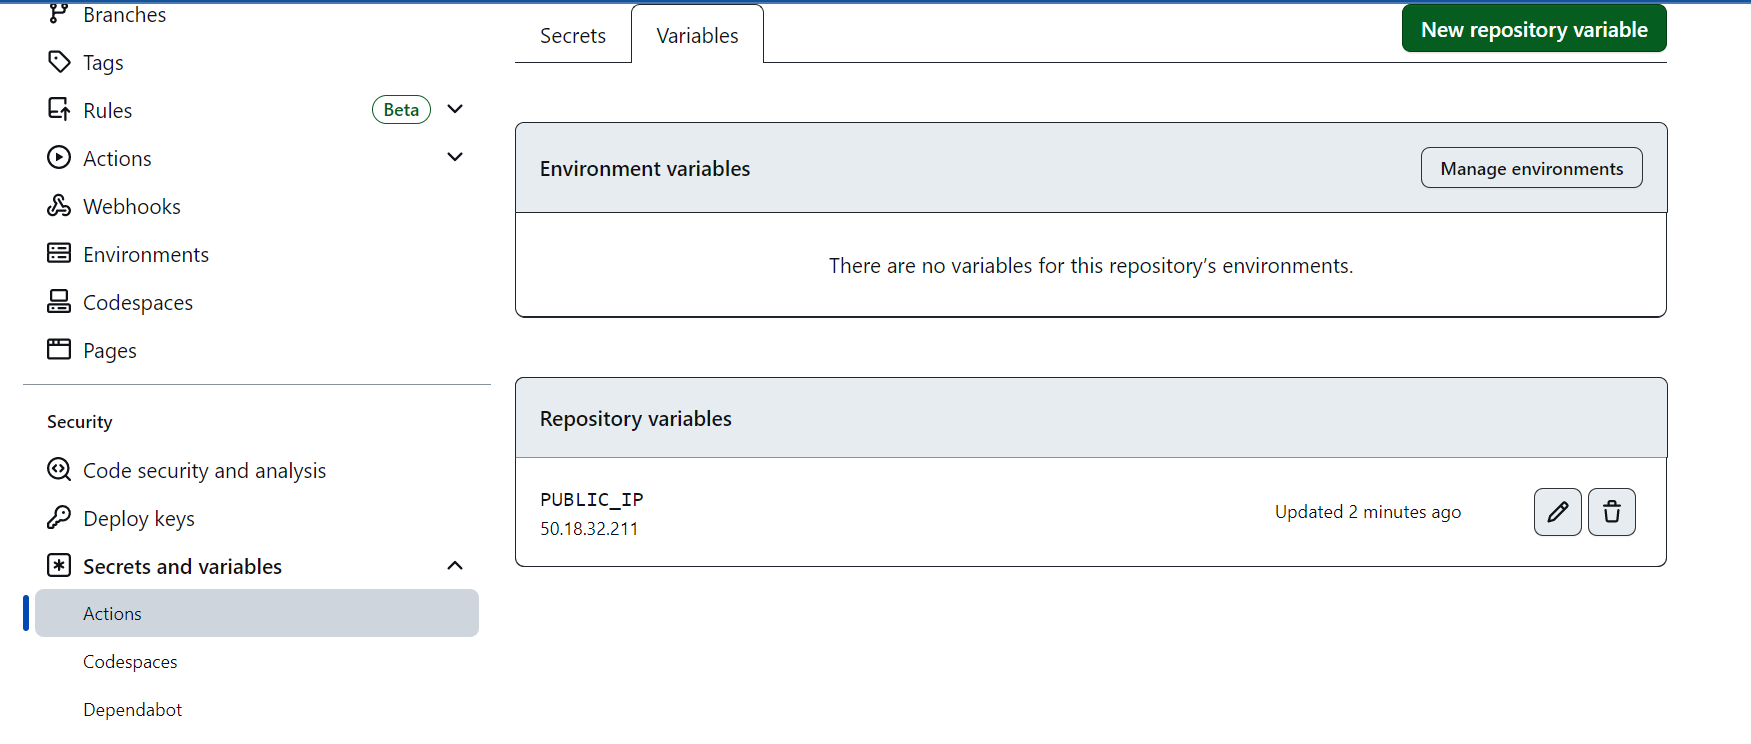 Branches
Tags
Rules
Beta
Actions
Webhooks
Environments
Codespaces
Pages
Security
Code security and analysis
Deploy keys
Secrets and variables
Actions
Codespaces
Dependabot
Secrets
Variables
New repository variable
Environment variables
Manage environments
There are no variables for this repository’s environments.
Repository variables
PUBLIC_IP
50.18.32.211
Updated 2 minutes ago